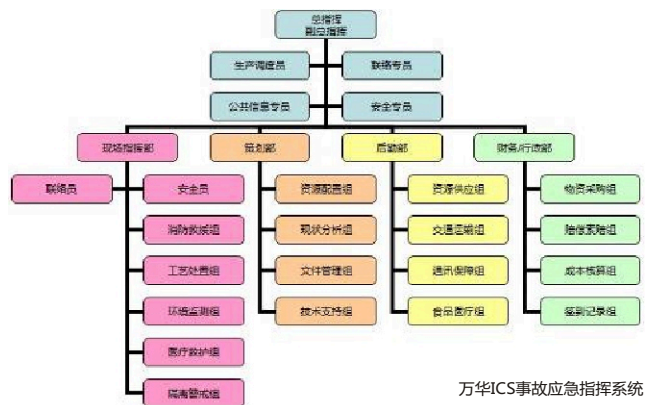 总指挥
副总指挥
生产调度员
联络专员
公共信息专员
安全专员
现场指挥部
策划部
后勤部
财务/行政部
联络员
安全员
资源配置组
资源供应组
物资采购组
消防救援组
现状分析组
交通运输组
赔偿索赔组
工艺处置组
文件管理组
通讯保障组
成本核算组
环境监测组
技术支持组
食品医疗组
签到记录组
医疗救护组
隔离警戒组
万华ICS事故应急指挥系统